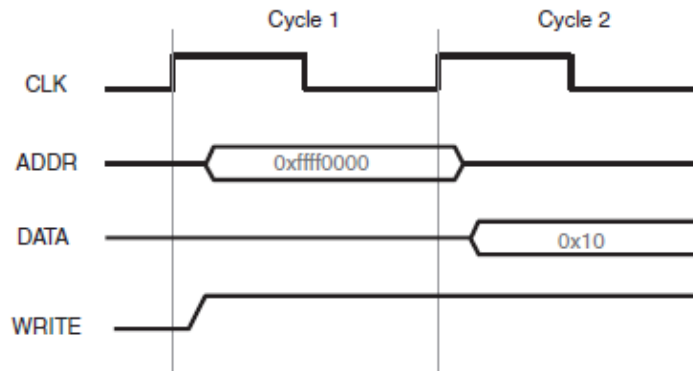 Cycle 1 Cycle 2
CLK
ADDR 0xffff0000
DATA 0x10
WRITE